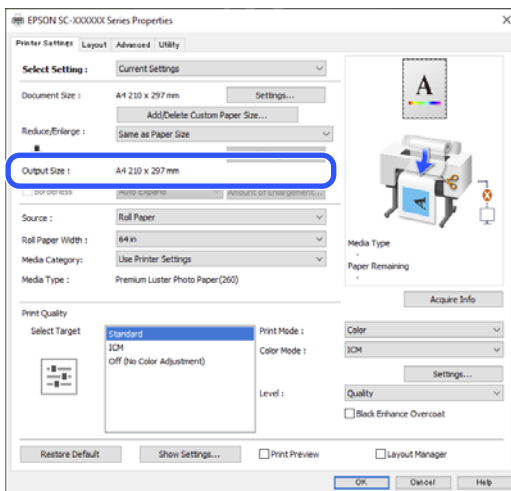 EPSON SC-XXXXXX Series Properties
Printer Settings Layout Advanced Utility
Select Setting : Current Settings
Document Size : A4 210 x 297 mm Settings...
Add/Delete Custom Paper Size...
Reduce/Enlarge : Same as Paper Size
Output Size : A4 210 x 297 mm
Borderless Auto Expand Amount of Enlargement...
Source : Roll Paper
Roll Paper Width : 64 in
Media Category: Use Printer Settings
Media Type : Premium Luster Photo Paper(260)
A
A
Media Type
-
Paper Remaining
-
Acquire Info
Print Quality
Select Target
Standard
ICM
Off (No Color Adjustment)
Print Mode : Color
Color Mode : ICM
Settings...
Level : Quality
Black Enhance Overcoat
Restore Default Show Settings... Print Preview Layout Manager
OK Cancel Help